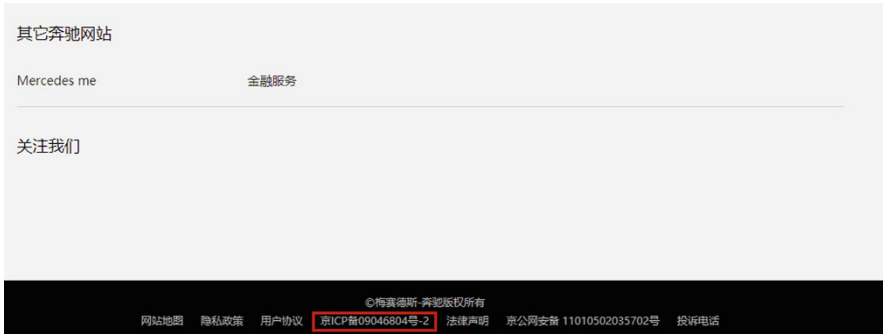 其它奔驰网站
Mercedes me 金融服务
关注我们
©梅赛德斯-奔驰版权所有
网站地图 隐私政策 用户协议 京ICP备09046804号-2 法律声明 京公网安备 11010502035702号 投诉电话